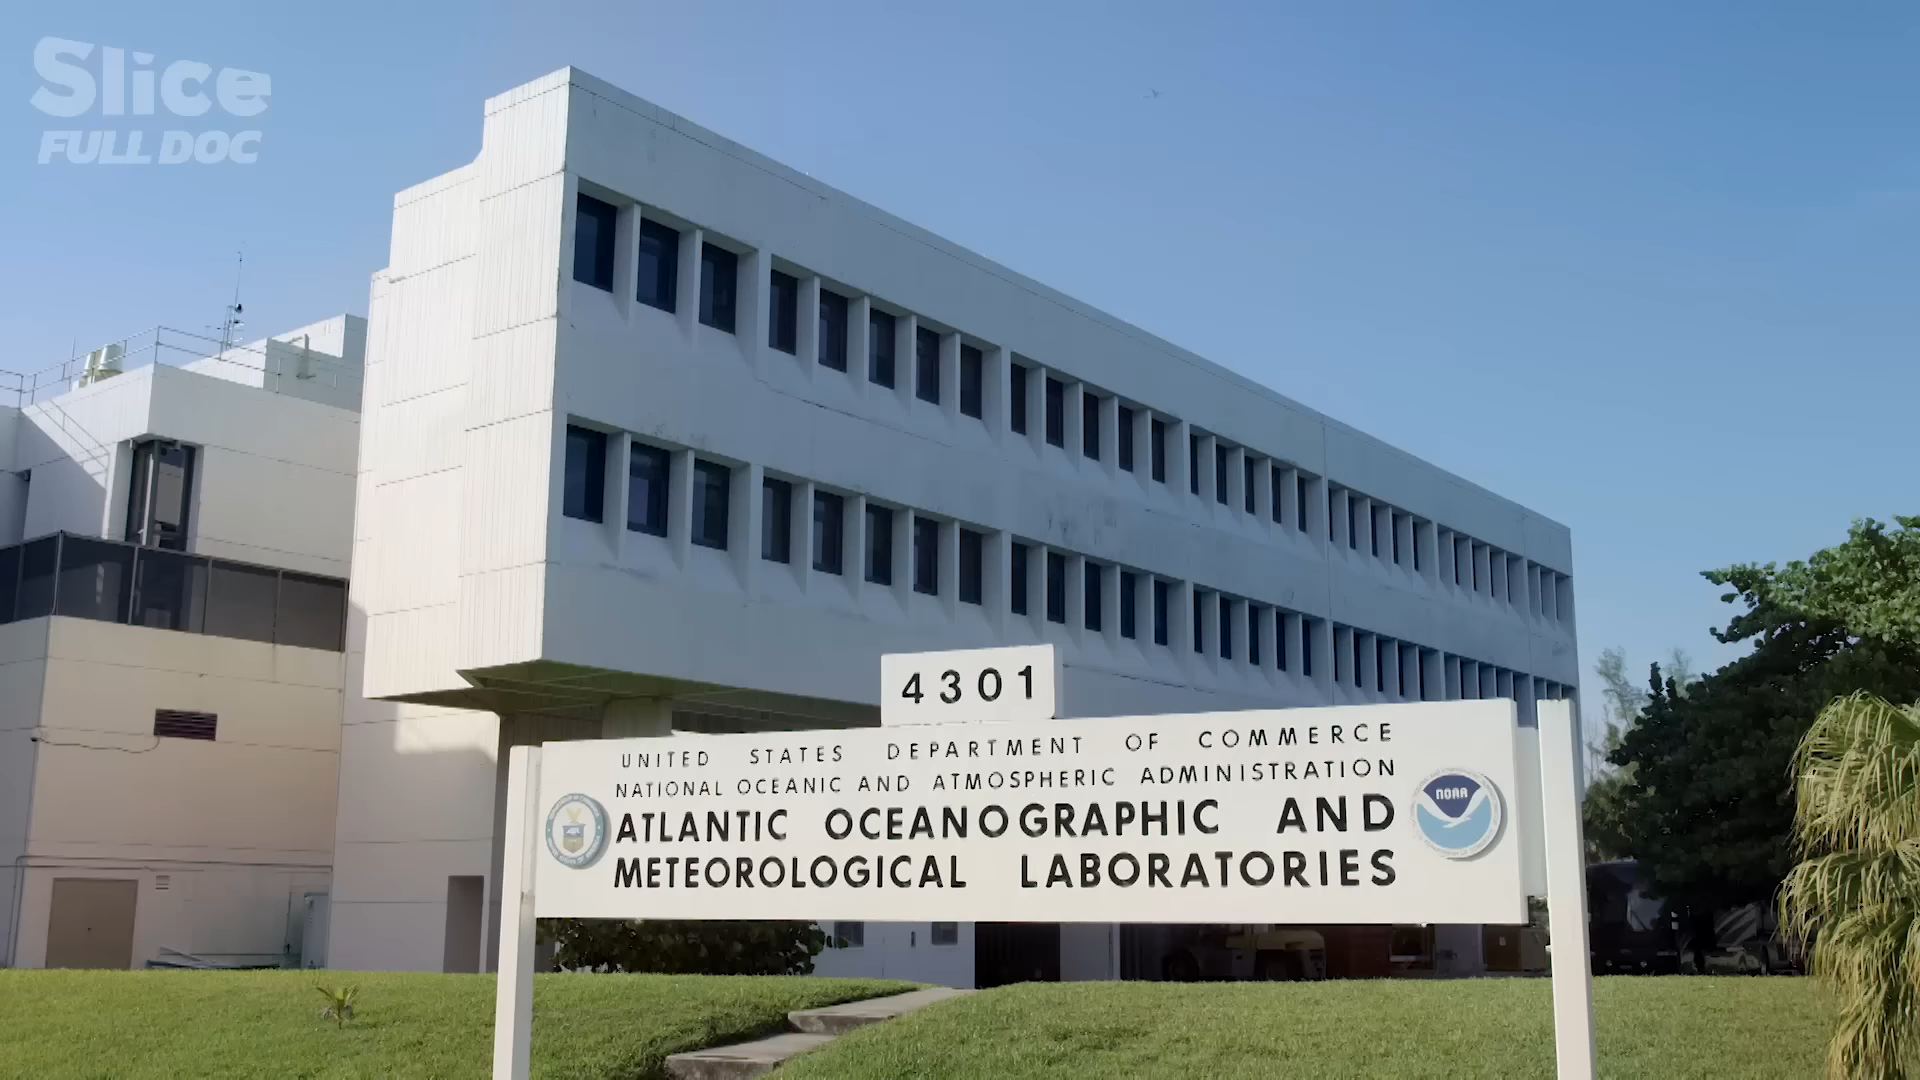 Slice
FULL DOC
4301
UNITED STATES DEPARTMENT OF COMMERCE
NATIONAL OCEANIC AND ATMOSPHERIC ADMINISTRATION
ATLANTIC OCEANOGRAPHIC AND
METEOROLOGICAL LABORATORIES
NOAA